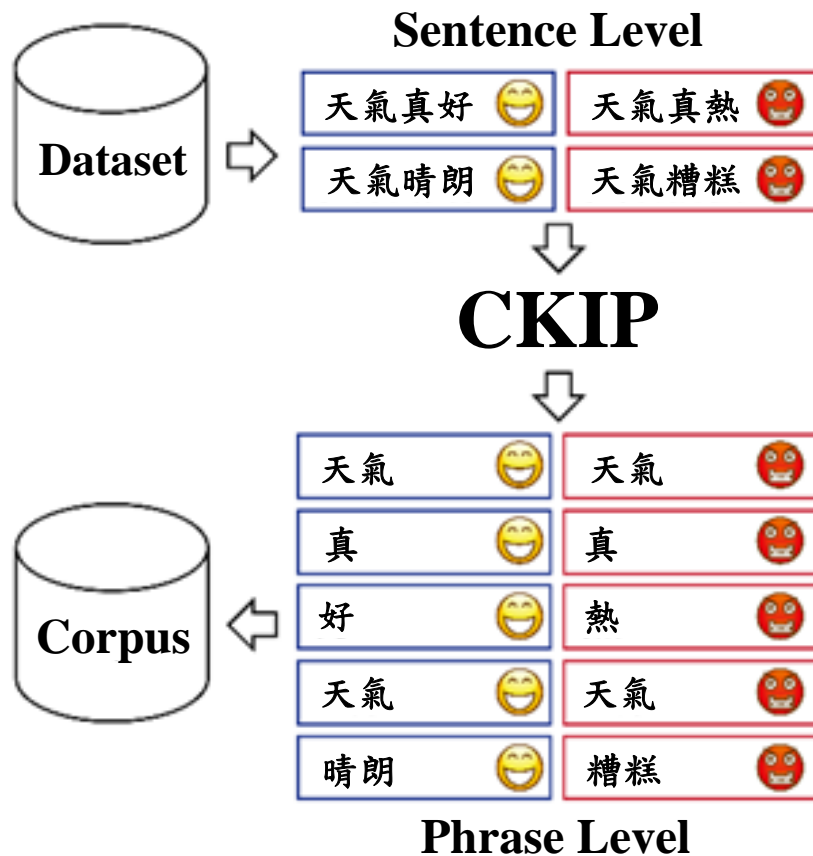 Sentence Level
Dataset
天氣真好 天氣真熱
天氣晴朗 天氣糟糕
CKIP
天氣 天氣
真 真
好 熱
天氣 天氣
晴朗 糟糕
Corpus
Phrase Level